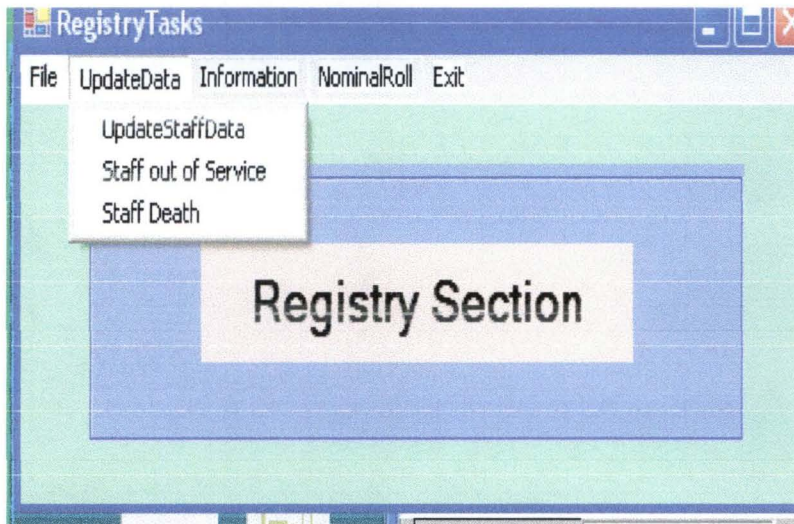 RegistryTasks
File UpdateData Information NominalRoll Exit
UpdateStaffData
Staff out of Service
Staff Death
Registry Section